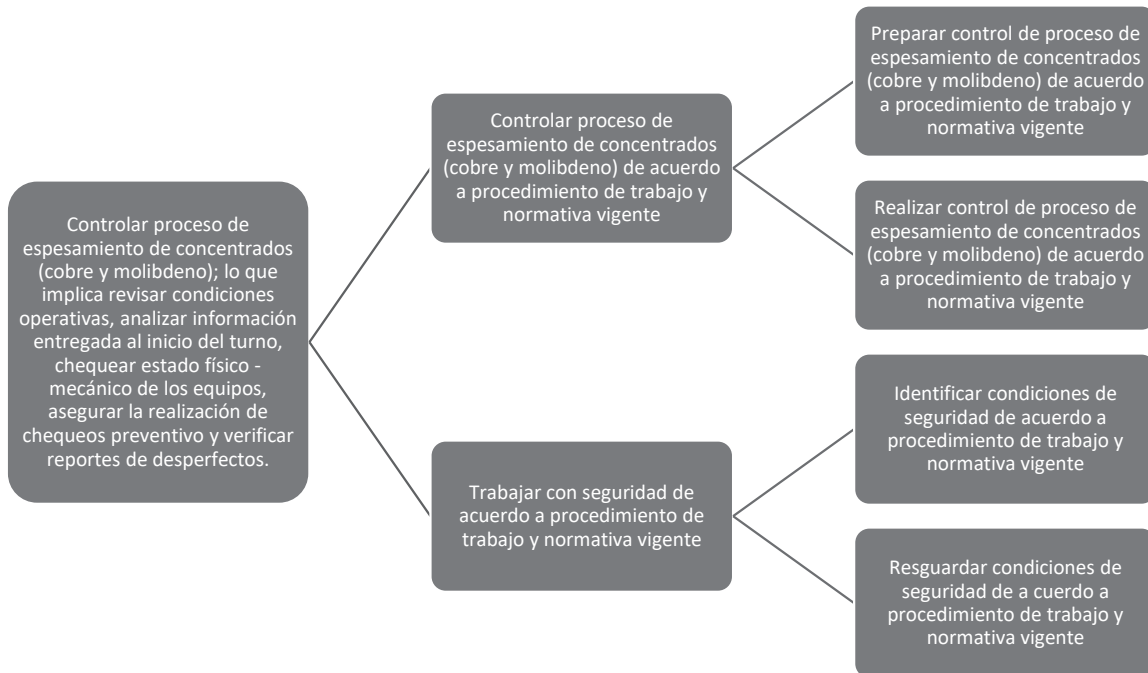 Controlar proceso de
espesamiento de concentrados
(cobre y molibdeno); lo que
implica revisar condiciones
operativas, analizar información
entregada al inicio del turno,
chequear estado físico -
mecánico de los equipos,
asegurar la realización de
chequeos preventivo y verificar
reportes de desperfectos.
Controlar proceso de
espesamiento de concentrados
(cobre y molibdeno) de acuerdo
a procedimiento de trabajo y
normativa vigente
Preparar control de proceso de
espesamiento de concentrados
(cobre y molibdeno) de acuerdo
a procedimiento de trabajo y
normativa vigente
Realizar control de proceso de
espesamiento de concentrados
(cobre y molibdeno) de acuerdo
a procedimiento de trabajo y
normativa vigente
Trabajar con seguridad de
acuerdo a procedimiento de
trabajo y normativa vigente
Identificar condiciones de
seguridad de acuerdo a
procedimiento de trabajo y
normativa vigente
Resguardar condiciones de
seguridad de a cuerdo a
procedimiento de trabajo y
normativa vigente